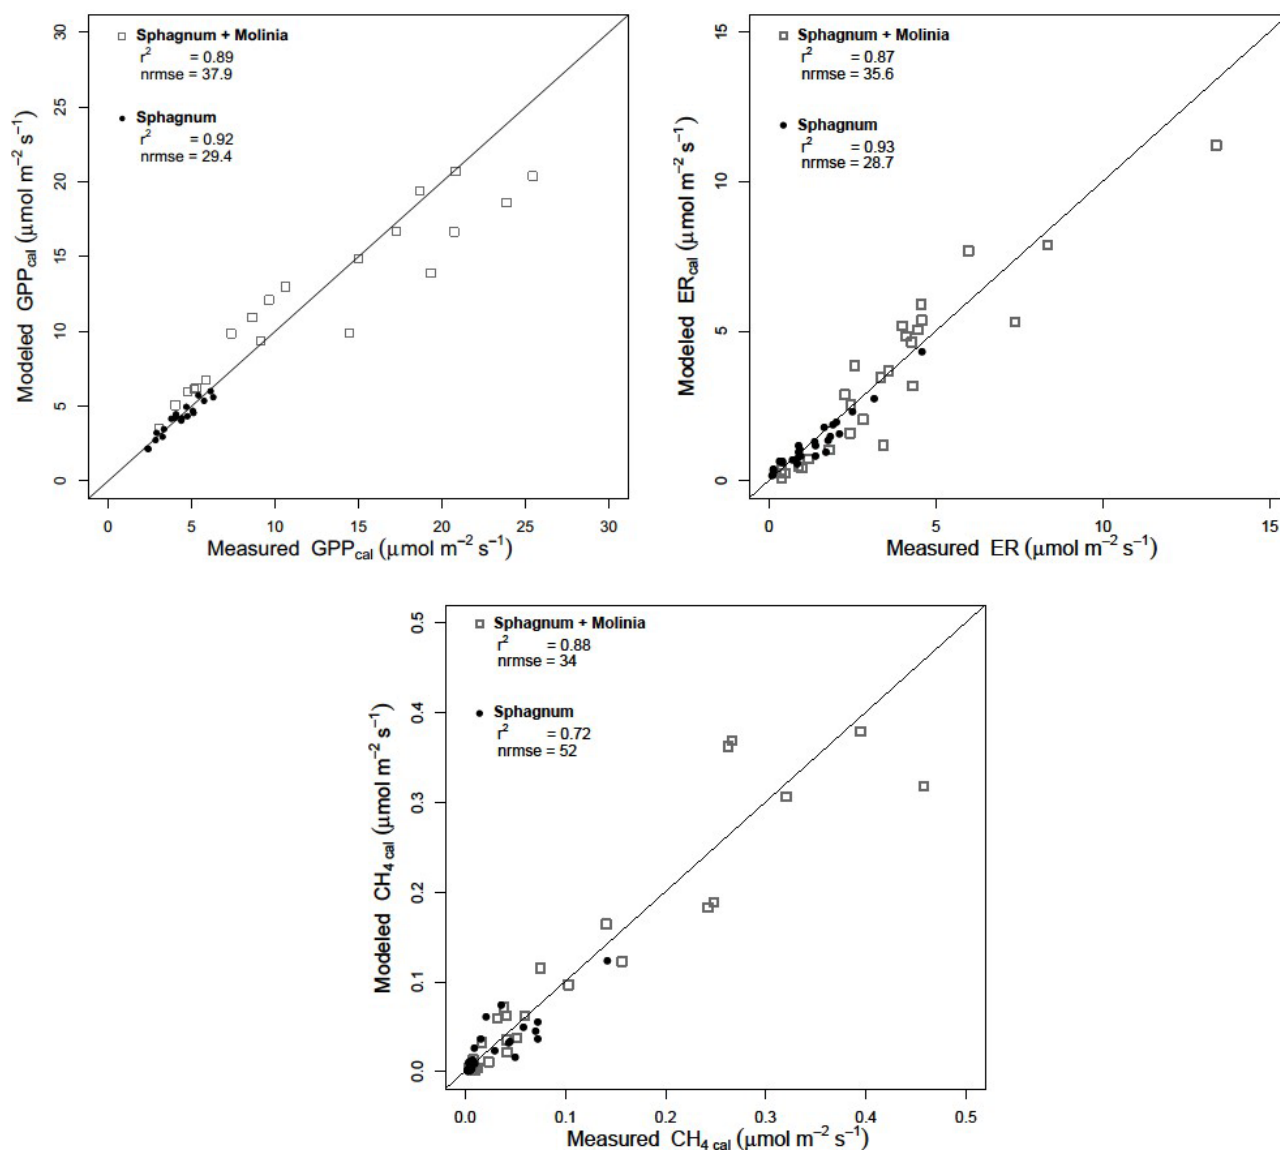 Sphagnum + Molinia
r² = 0.89
nrmse = 37.9
Sphagnum
r² = 0.92
nrmse = 29.4
Modeled GPPcal (μmol m⁻² s⁻¹)
30
25
20
15
10
5
0
0 5 10 15 20 25 30
Measured GPPcal (μmol m⁻² s⁻¹)
Sphagnum + Molinia
r² = 0.87
nrmse = 35.6
Sphagnum
r² = 0.93
nrmse = 28.7
Modeled ERcal (μmol m⁻² s⁻¹)
15
10
5
0
0 5 10 15
Measured ER (μmol m⁻² s⁻¹)
Sphagnum + Molinia
r² = 0.88
nrmse = 34
Sphagnum
r² = 0.72
nrmse = 52
Modeled CH₄ cal (μmol m⁻² s⁻¹)
0.5
0.4
0.3
0.2
0.1
0.0
0.0 0.1 0.2 0.3 0.4 0.5
Measured CH₄ cal (μmol m⁻² s⁻¹)